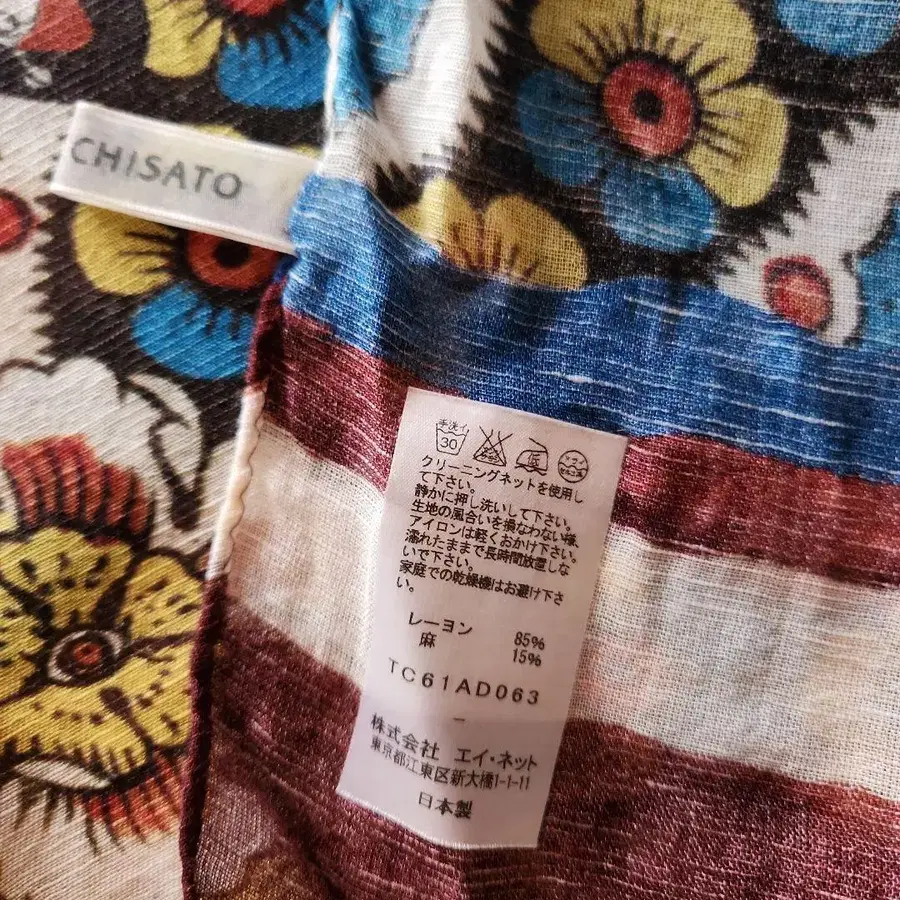 CHISATO
手洗イ
30
クリーニングネットを使用し
て下さい。
静かに押し洗いして下さい。
生地の風合いを損なわない様、
アイロンは軽くおかけ下さい。
濡れたままで長時間放置しな
いで下さい。
家庭での乾燥機はお避け下さ
い。
レーヨン 85%
麻 15%
TC61AD063
–
株式会社 エイ・ネット
東京都江東区新大橋1-1-11
日本製